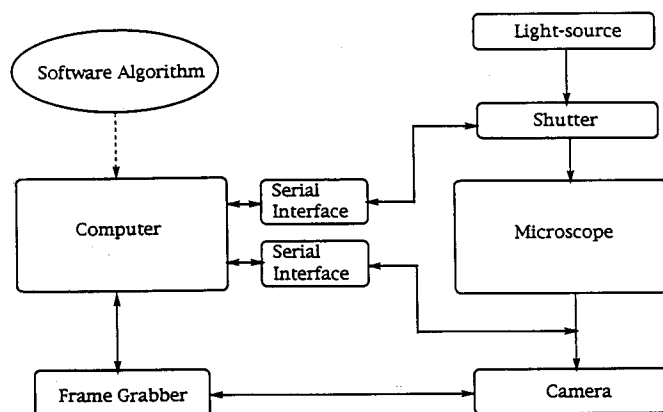 Light-source
Software Algorithm
Shutter
Serial
Interface
Computer
Microscope
Serial
Interface
Frame Grabber
Camera